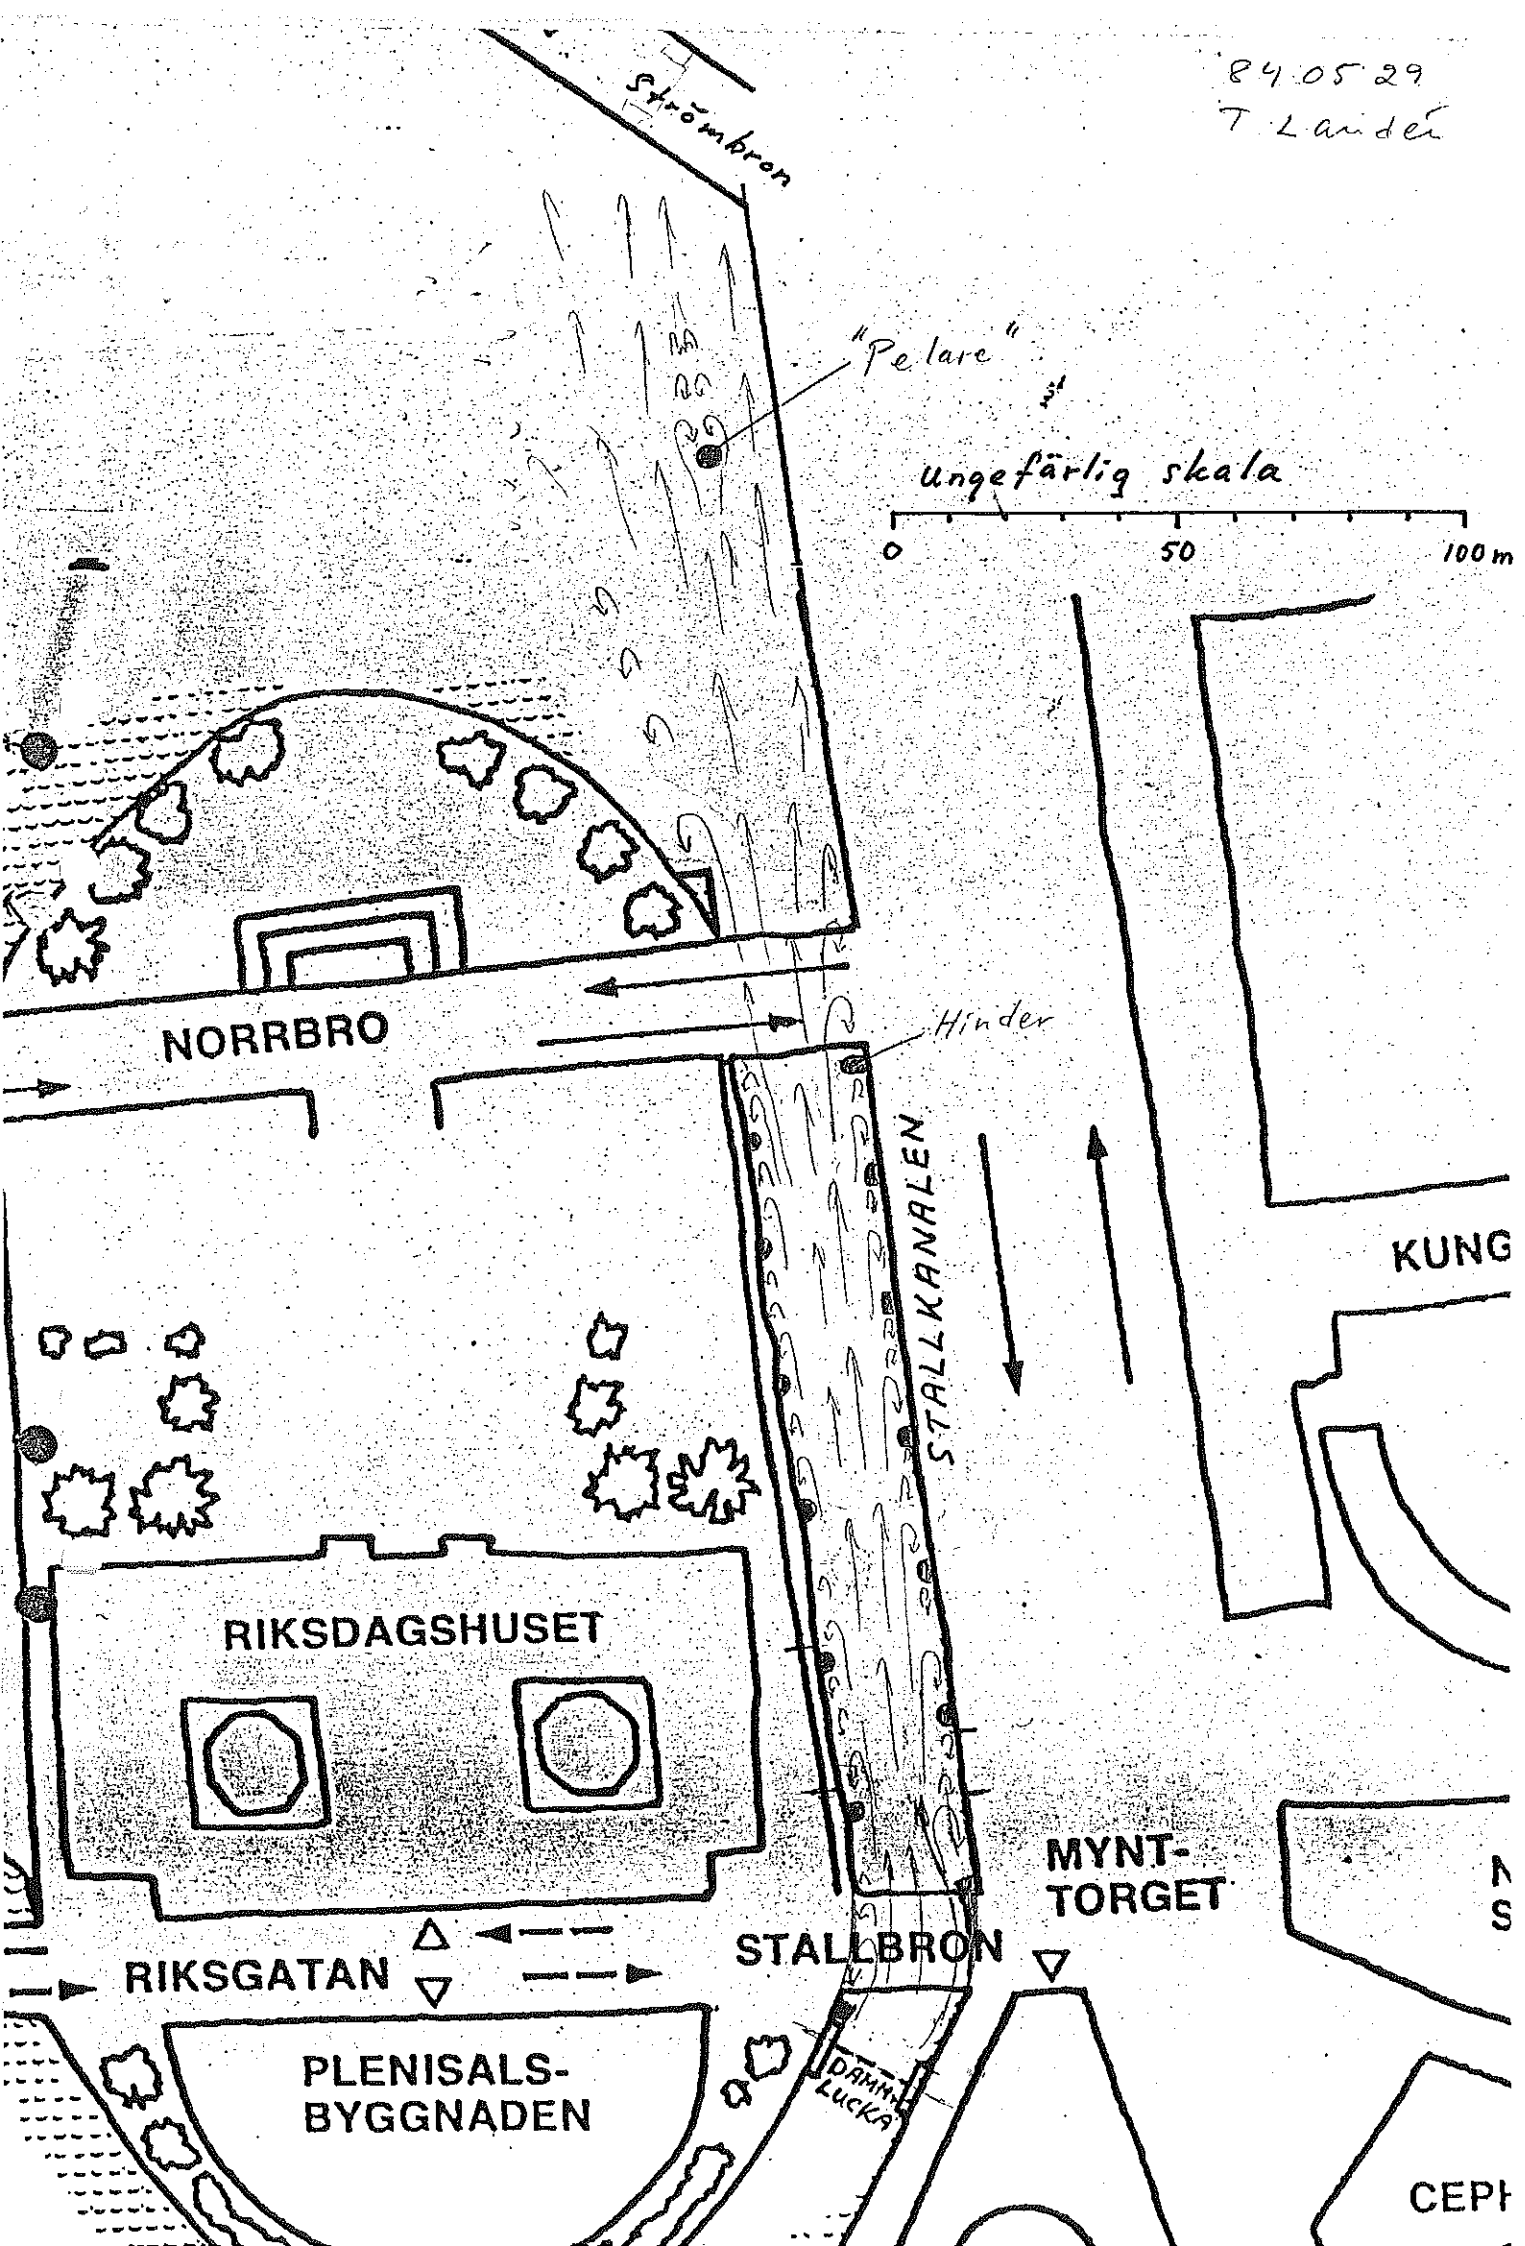 84 05 29
T Landén
Strömbron
"Pelare"
Ungefärlig skala
0 50 100 m
NORRBRO
Hinder
STALLKANALEN
KUNG
RIKSDAGSHUSET
MYNT-
TORGET
N
S
STALLBRON
RIKSGATAN
PLENISALS-
BYGGNADEN
DAMM-
LUCKA
CEPH